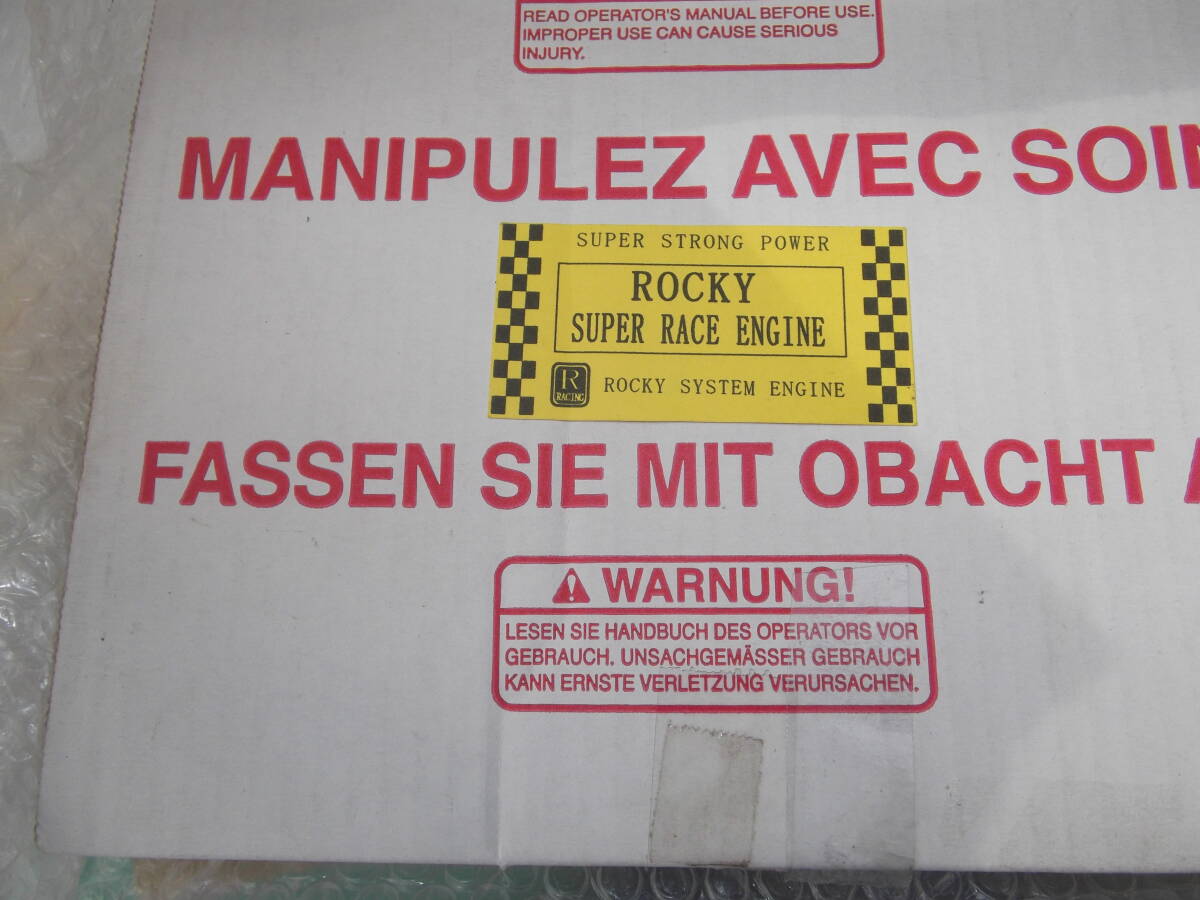 READ OPERATOR'S MANUAL BEFORE USE.
IMPROPER USE CAN CAUSE SERIOUS
INJURY.
MANIPULEZ AVEC SOIN
SUPER STRONG POWER
ROCKY
SUPER RACE ENGINE
R
RACING
ROCKY SYSTEM ENGINE
FASSEN SIE MIT OBACHT
WARNUNG!
LESEN SIE HANDBUCH DES OPERATORS VOR
GEBRAUCH. UNSACHGEMÄSSER GEBRAUCH
KANN ERNSTE VERLETZUNG VERURSACHEN.